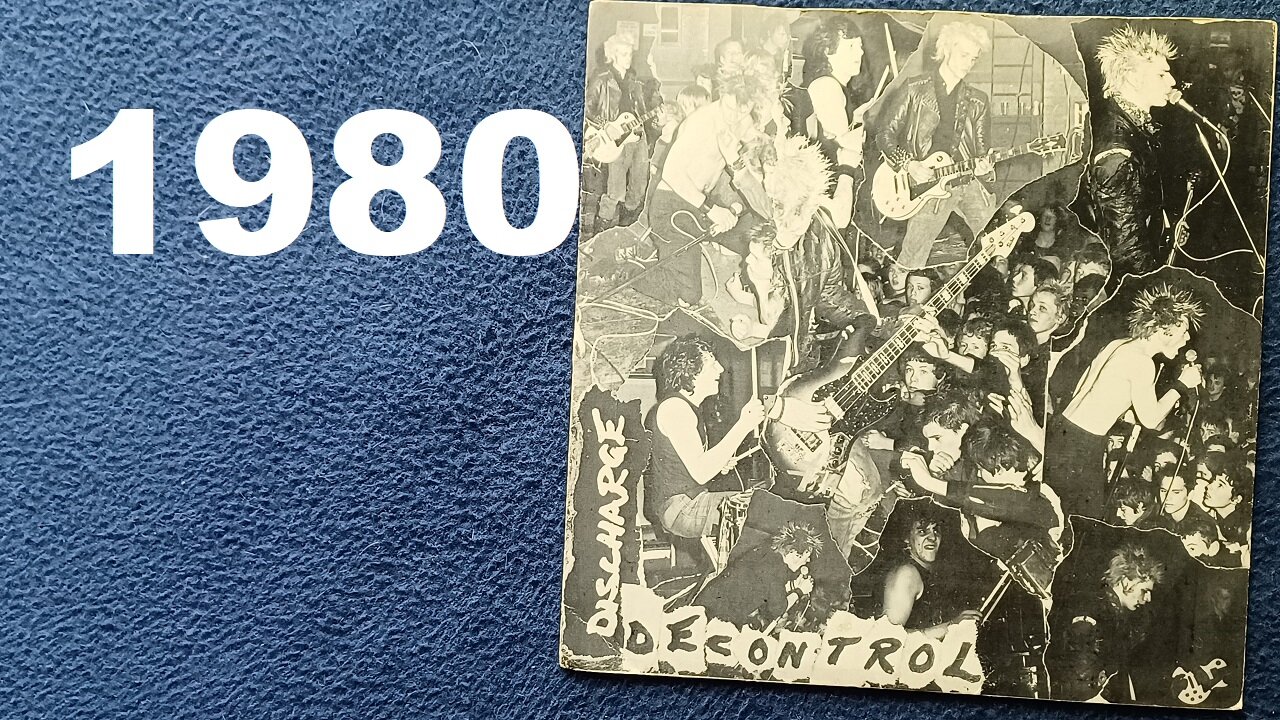 1980
DISCHARGE
DECONTROL